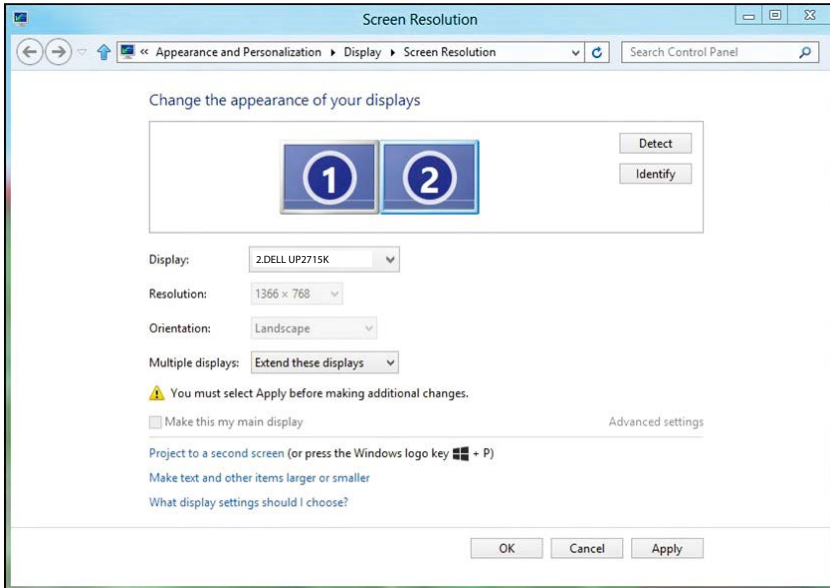 Screen Resolution
« Appearance and Personalization Display Screen Resolution Search Control Panel
Change the appearance of your displays
1 2
Detect
Identify
Display: 2.DELL UP2715K
Resolution: 1366 × 768
Orientation: Landscape
Multiple displays: Extend these displays
You must select Apply before making additional changes.
Make this my main display Advanced settings
Project to a second screen (or press the Windows logo key + P)
Make text and other items larger or smaller
What display settings should I choose?
OK Cancel Apply